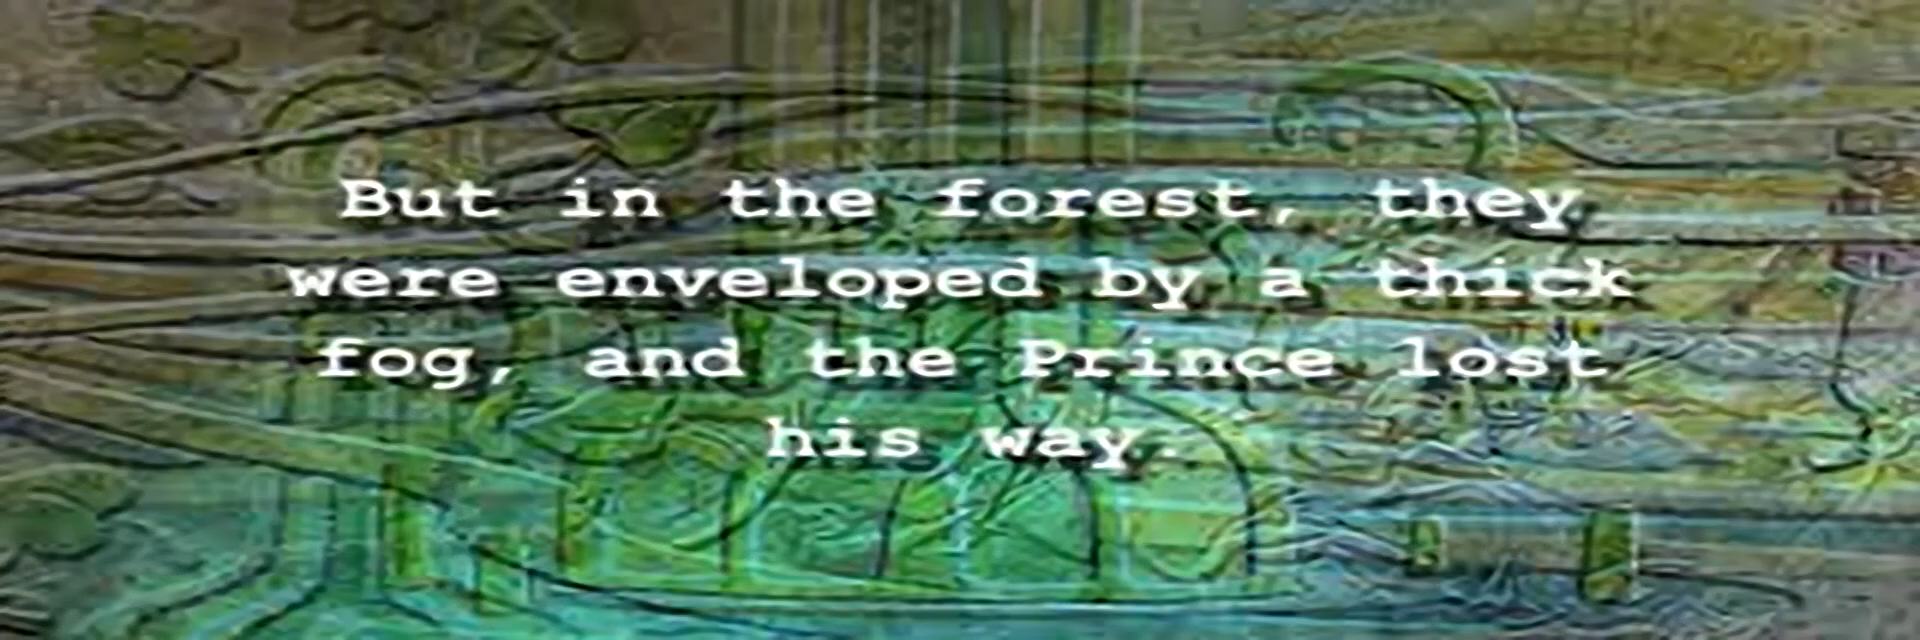 But in the forest, they
were enveloped by a thick
fog, and the Prince lost
his way.